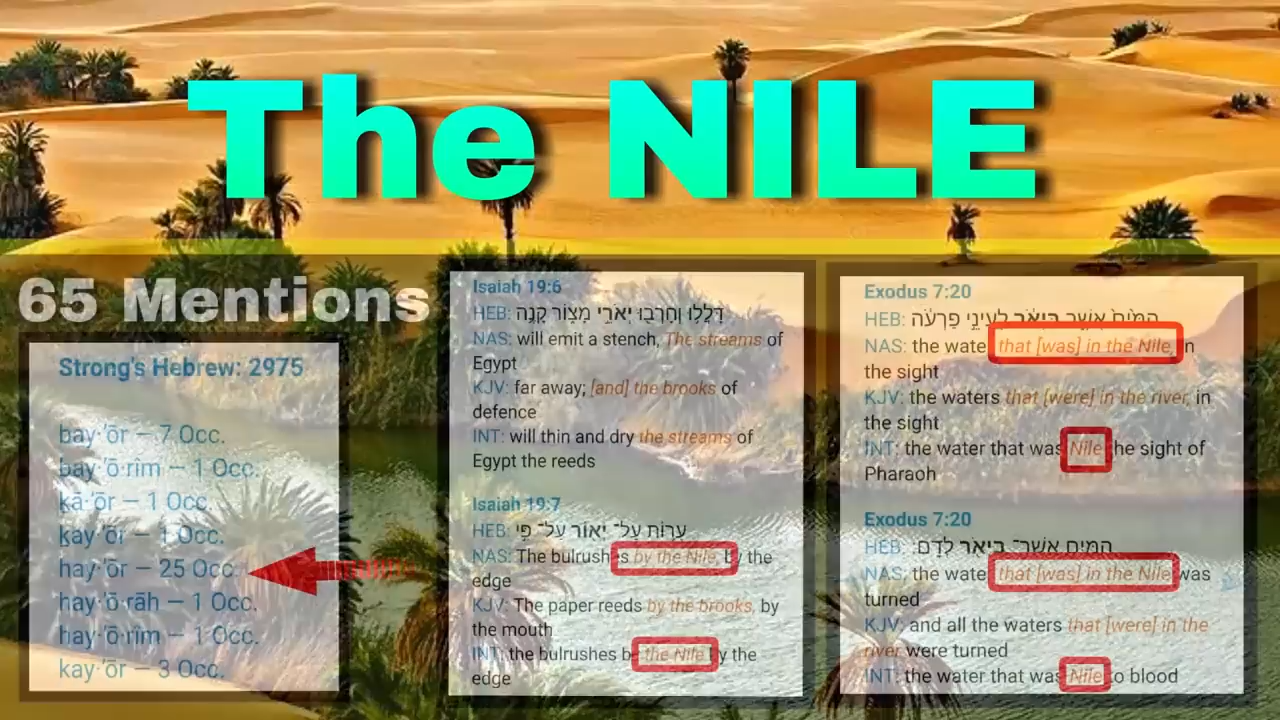 The NILE
65 Mentions
Strong's Hebrew: 2975
bay·’ōr — 7 Occ.
bay·’ō·rîm — 1 Occ.
kā·’ōr — 1 Occ.
kay·’ōr — 1 Occ.
hay·’ōr — 25 Occ.
hay·’ō·rāh — 1 Occ.
hay·’ō·rîm — 1 Occ.
kay·’ōr — 3 Occ.
Isaiah 19:6
HEB: דָּלֲל֥וּ וְחָרְב֖וּ יְאֹרֵ֣י מָצ֑וֹר קָנֶ֥ה
NAS: will emit a stench, The streams of
Egypt
KJV: far away; [and] the brooks of
defence
INT: will thin and dry the streams of
Egypt the reeds
Isaiah 19:7
HEB: עָר֥וֹת עַל־ יְא֖וֹר עַל־ פִּ֣י
NAS: The bulrushes by the Nile, by the
edge
KJV: The paper reeds by the brooks, by
the mouth
INT: the bulrushes by the Nile by the
edge
Exodus 7:20
HEB: הַמַּ֙יִם֙ אֲשֶׁ֣ר בַּיְאֹ֔ר לְעֵינֵ֣י פַרְעֹ֔ה
NAS: the wate that [was] in the Nile, in
the sight
KJV: the waters that [were] in the river, in
the sight
INT: the water that was Nile the sight of
Pharaoh
Exodus 7:20
HEB: הַמַּ֥יִם אֲשֶׁר־ בַּיְאֹ֖ר לְדָֽם׃
NAS: the wate that [was] in the Nile was
turned
KJV: and all the waters that [were] in the
river were turned
INT: the water that was Nile to blood